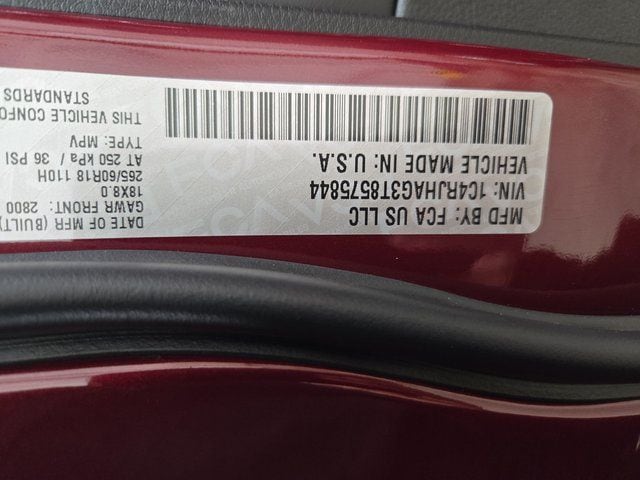 MFD BY: FCA US LLC
DATE OF MFR (BUILT)
GAWR FRONT: 2800
VIN: 1C4RJHAG3T8575844
18X8.0
265/60R18 110H
VEHICLE MADE IN: U.S.A.
AT 250 kPa / 36 PSI
TYPE: MPV
THIS VEHICLE CONFO
STANDARDS